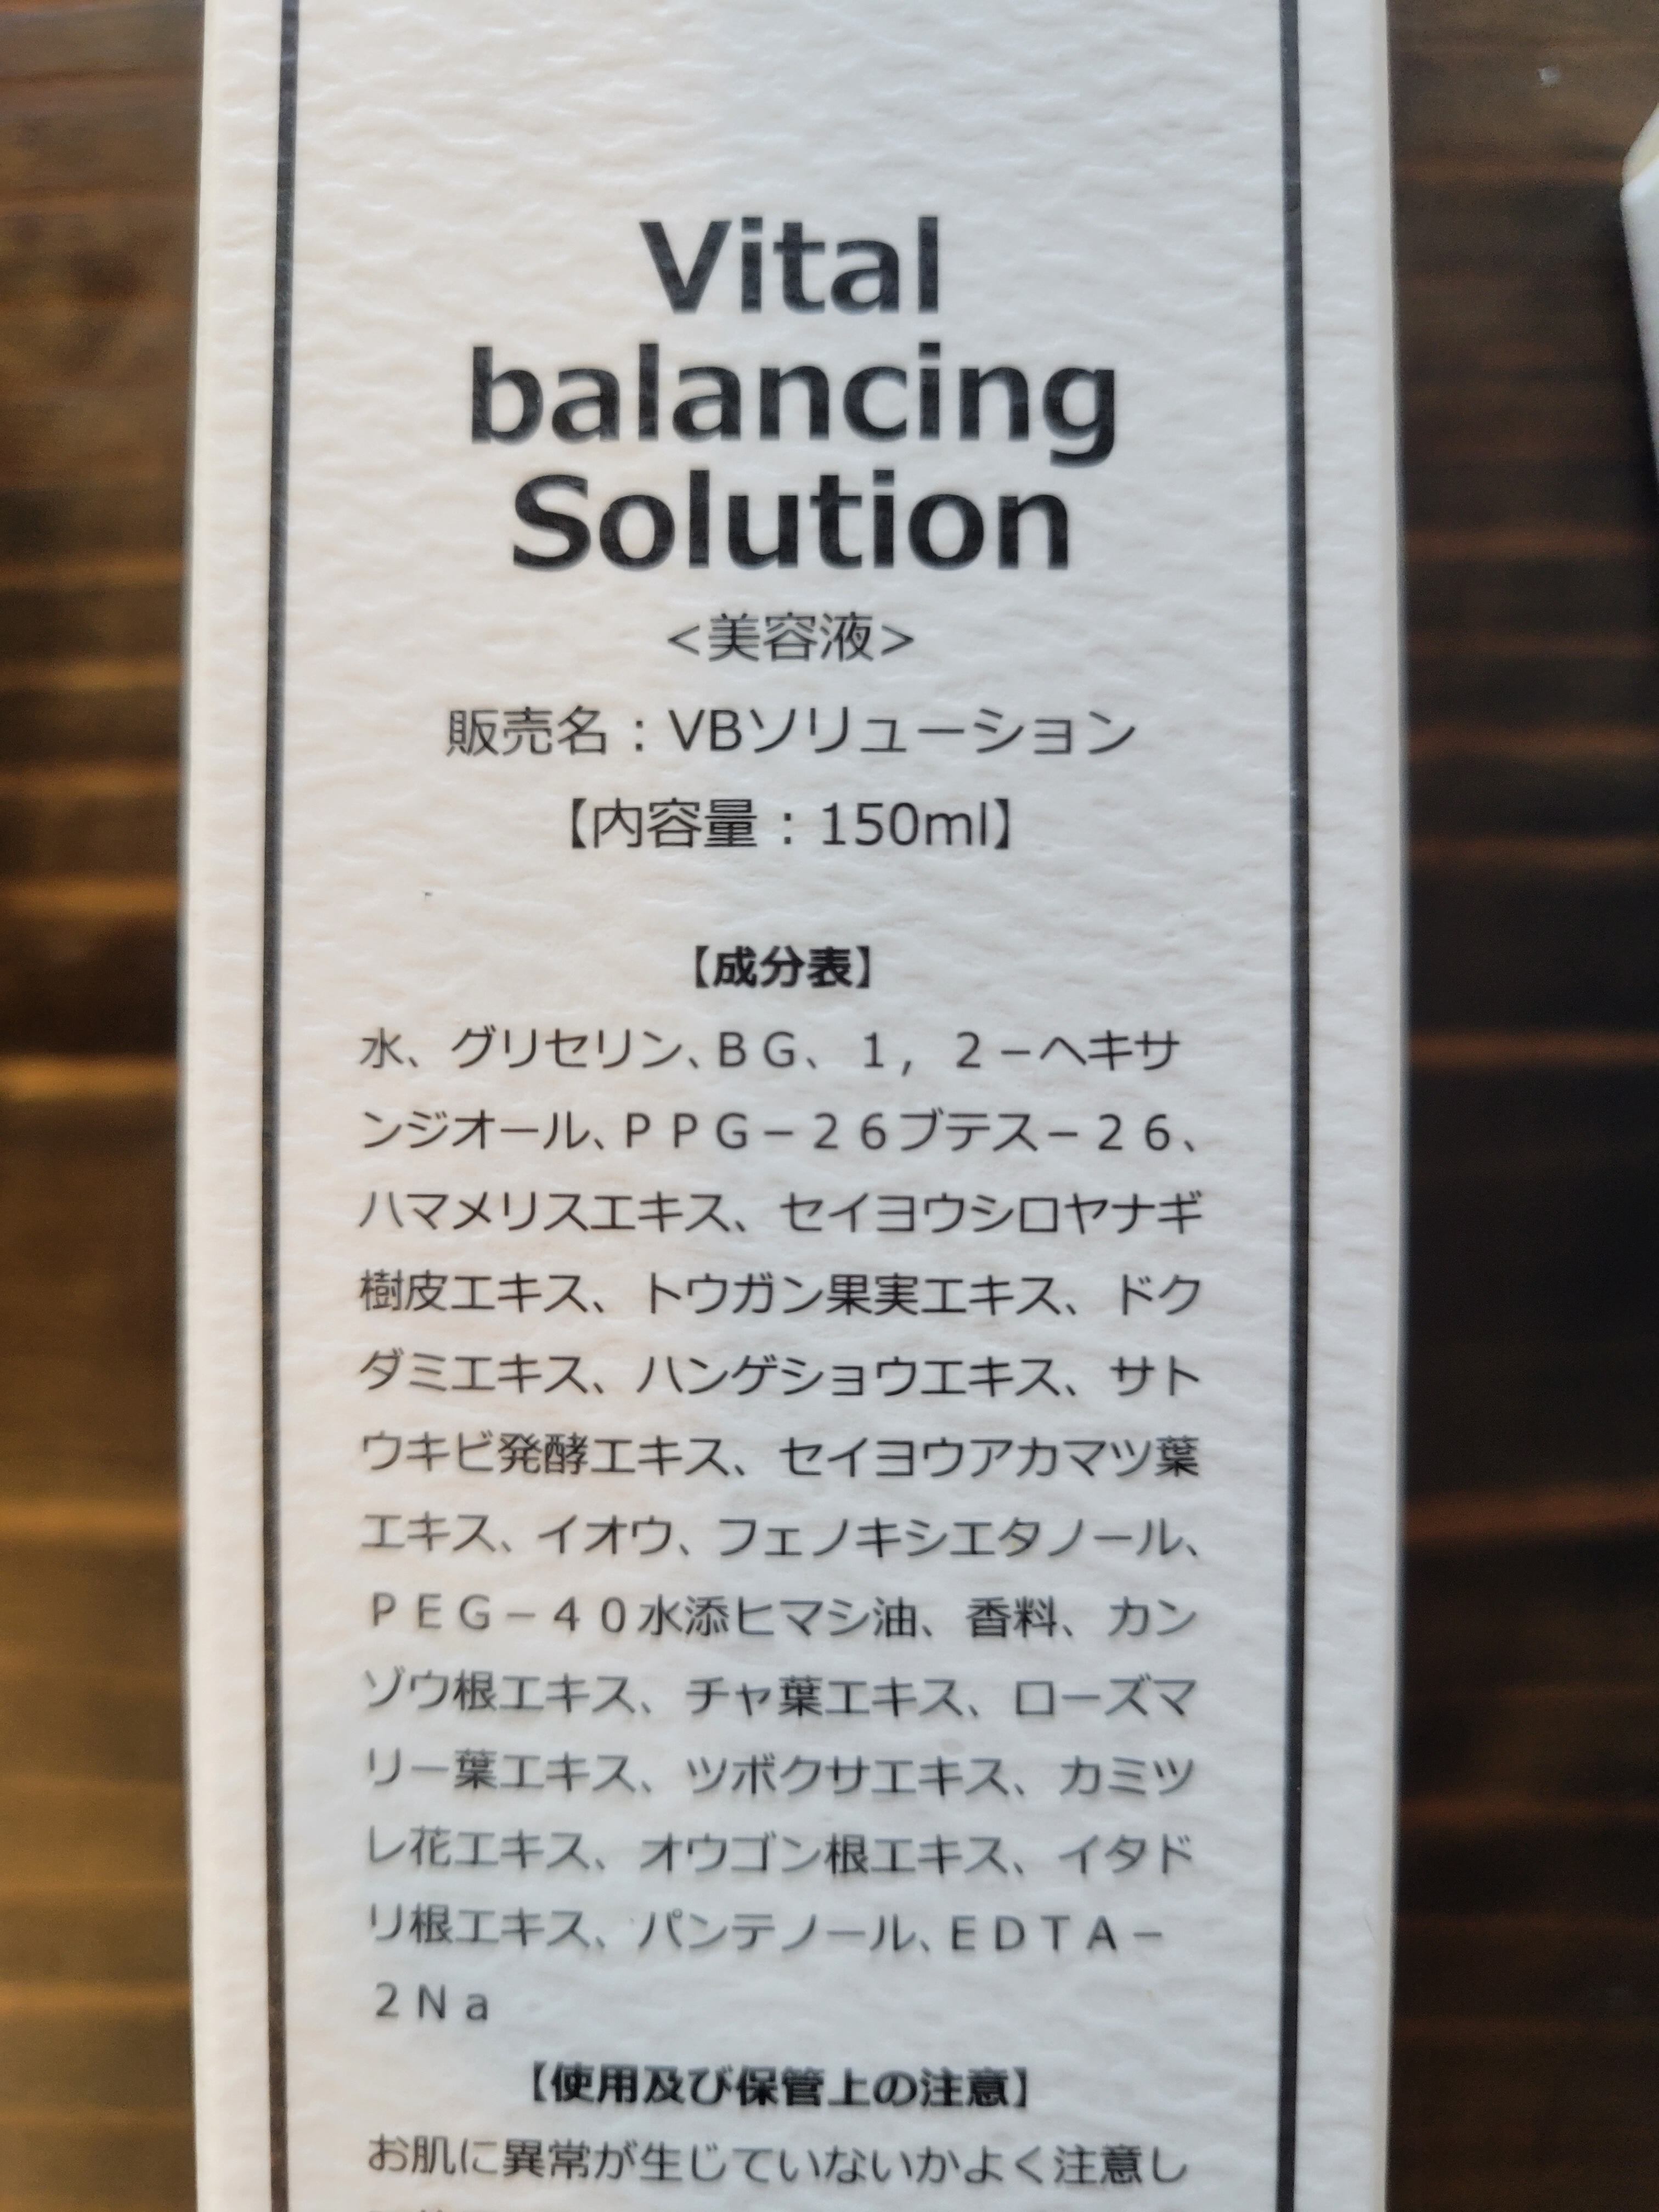 Vital
balancing
Solution
<美容液>
販売名：VBソリューション
【内容量：150ml】
【成分表】
水、グリセリン、ＢＧ、１，２－ヘキサ
ンジオール、ＰＰＧ－２６ブテス－２６、
ハマメリスエキス、セイヨウシロヤナギ
樹皮エキス、トウガン果実エキス、ドク
ダミエキス、ハンゲショウエキス、サト
ウキビ発酵エキス、セイヨウアカマツ葉
エキス、イオウ、フェノキシエタノール、
ＰＥＧ－４０水添ヒマシ油、香料、カン
ゾウ根エキス、チャ葉エキス、ローズマ
リー葉エキス、ツボクサエキス、カミツ
レ花エキス、オウゴン根エキス、イタド
リ根エキス、パンテノール、ＥＤＴＡ－
２Ｎａ
【使用及び保管上の注意】
お肌に異常が生じていないかよく注意し